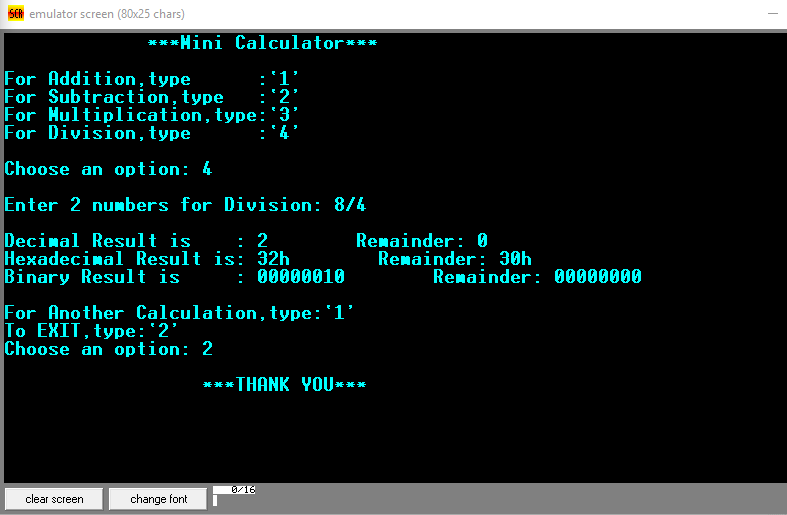 SCR emulator screen (80x25 chars)
***Mini Calculator***
For Addition,type      :'1'
For Subtraction,type   :'2'
For Multiplication,type:'3'
For Division,type      :'4'
Choose an option: 4
Enter 2 numbers for Division: 8/4
Decimal Result is    : 2        Remainder: 0
Hexadecimal Result is: 32h        Remainder: 30h
Binary Result is     : 00000010        Remainder: 00000000
For Another Calculation,type:'1'
To EXIT,type:'2'
Choose an option: 2
***THANK YOU***
clear screen change font 0/16